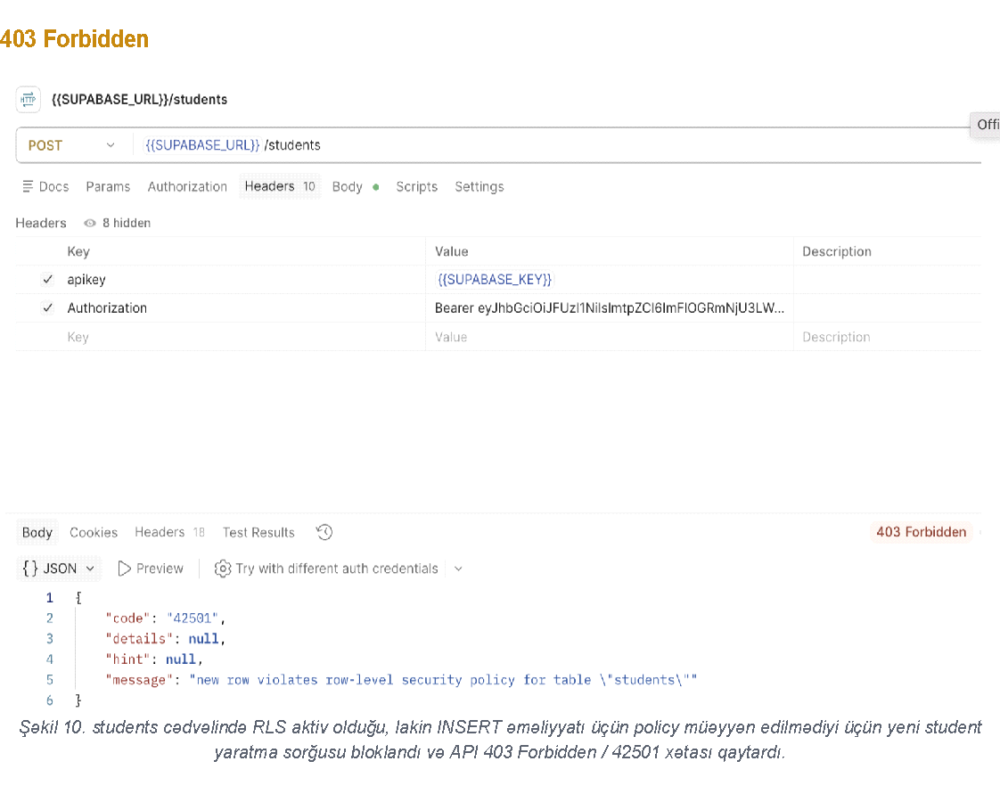 403 Forbidden
HTTP {{SUPABASE_URL}}/students
Offi
POST {{SUPABASE_URL}} /students
Docs Params Authorization Headers 10 Body Scripts Settings
Headers 8 hidden
Key Value Description
apikey {{SUPABASE_KEY}}
Authorization Bearer eyJhbGciOiJFUzI1NiIsImtpZCI6ImFlOGRmNjU3LW...
Key Value Description
Body Cookies Headers 18 Test Results 403 Forbidden
{} JSON Preview Try with different auth credentials
1 {
2 "code": "42501",
3 "details": null,
4 "hint": null,
5 "message": "new row violates row-level security policy for table \"students\""
6 }
Şəkil 10. students cədvəlində RLS aktiv olduğu, lakin INSERT əməliyyatı üçün policy müəyyən edilmədiyi üçün yeni student
yaratma sorğusu bloklandı və API 403 Forbidden / 42501 xətası qaytardı.